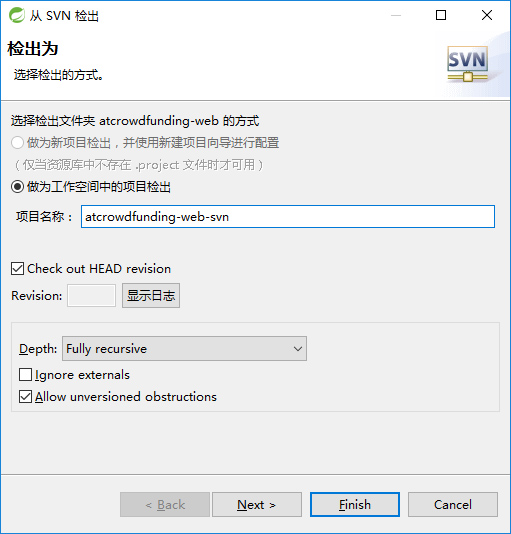 从 SVN 检出
检出为
选择检出的方式。
SVN
选择检出文件夹 atcrowdfunding-web 的方式
做为新项目检出，并使用新建项目向导进行配置
（仅当资源库中不存在 .project 文件时才可用）
做为工作空间中的项目检出
项目名称： atcrowdfunding-web-svn
Check out HEAD revision
Revision: 显示日志
Depth: Fully recursive
Ignore externals
Allow unversioned obstructions
< Back Next > Finish Cancel